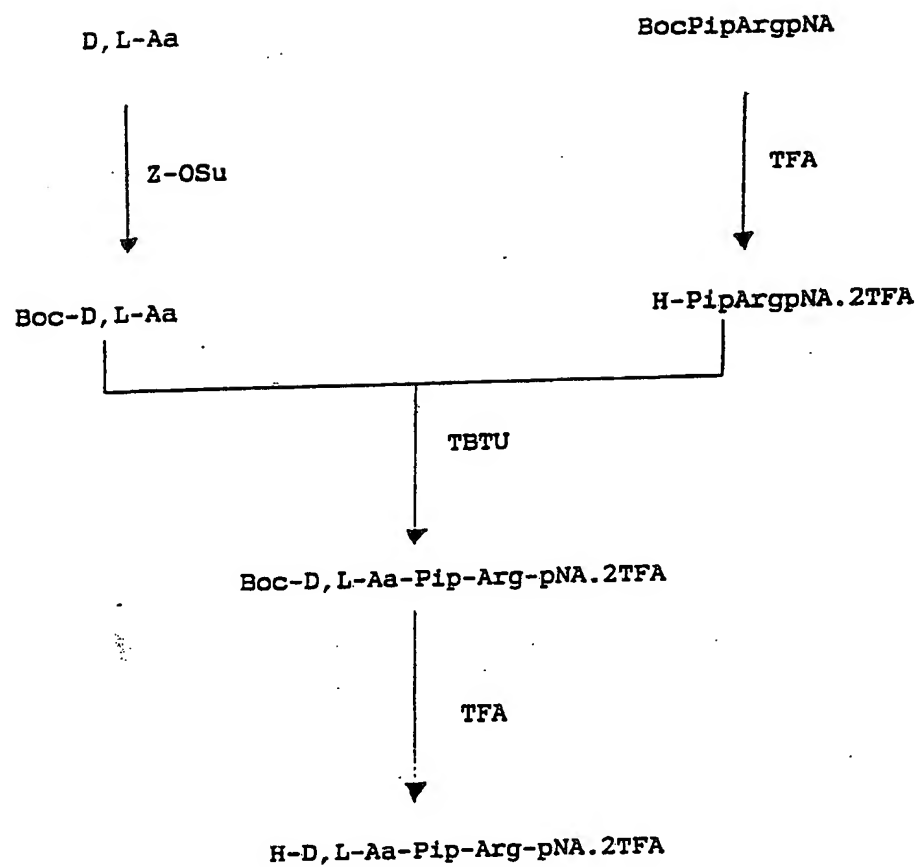 D,L-Aa
BocPipArgpNA
Z-OSu
TFA
Boc-D,L-Aa
H-PipArgpNA.2TFA
TBTU
Boc-D,L-Aa-Pip-Arg-pNA.2TFA
TFA
H-D,L-Aa-Pip-Arg-pNA.2TFA